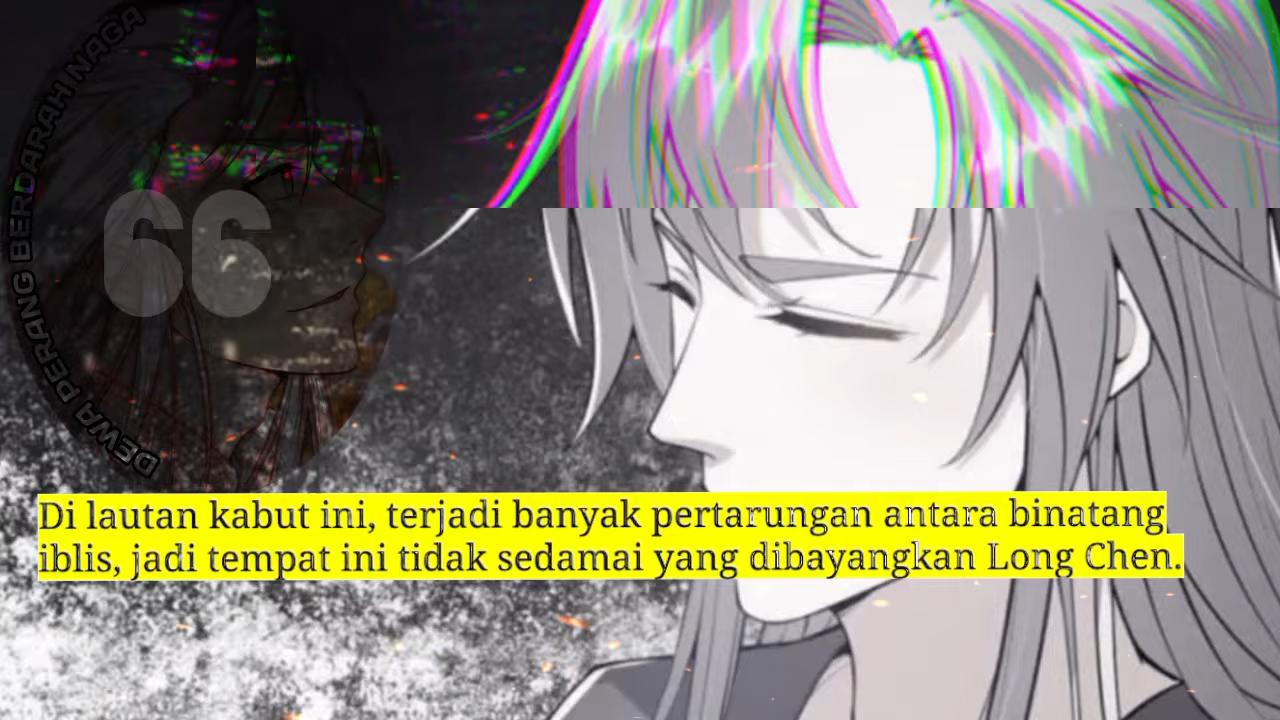 DEWA PERANG BERDARAH NAGA
66
Di lautan kabut ini, terjadi banyak pertarungan antara binatang
iblis, jadi tempat ini tidak sedamai yang dibayangkan Long Chen.